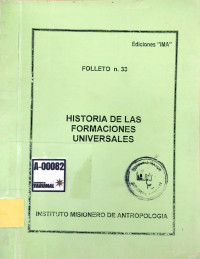 Ediciones "IMA"
FOLLETO n. 33
HISTORIA DE LAS
FORMACIONES
UNIVERSALES
A-00082
INSTITUTO MISIONERO DE ANTROPOLOGIA